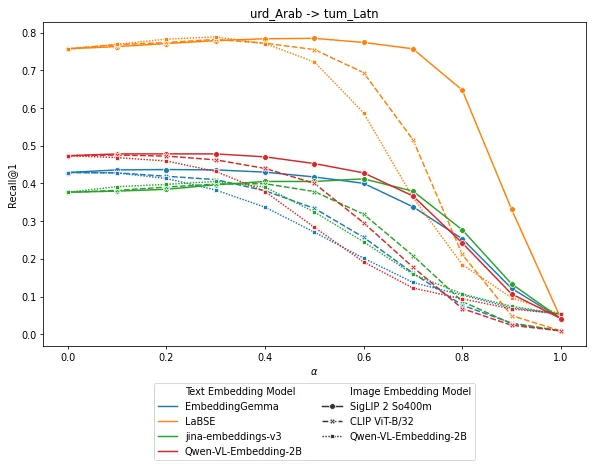 urd_Arab -> tum_Latn
Recall@1
0.8
0.7
0.6
0.5
0.4
0.3
0.2
0.1
0.0
0.0 0.2 0.4 0.6 0.8 1.0
α
Text Embedding Model Image Embedding Model
EmbeddingGemma SigLIP 2 So400m
LaBSE CLIP ViT-B/32
jina-embeddings-v3 Qwen-VL-Embedding-2B
Qwen-VL-Embedding-2B